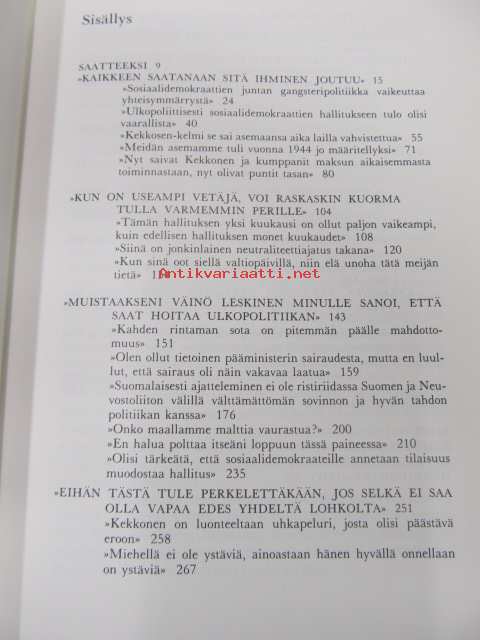 Sisällys
SAATTEEKSI 9
»KAIKKEEN SAATANAAN SITÄ IHMINEN JOUTUU» 15
»Sosiaalidemokraattien juntan gangsteripolitiikka vaikeuttaa
yhteisymmärrystä» 24
»Ulkopoliittisesti sosiaalidemokraattien hallitukseen tulo olisi
vaarallista» 40
»Kekkosen-kelmi se sai asemaansa aika lailla vahvistettua» 55
»Meidän asemamme tuli vuonna 1944 jo määritellyksi» 71
»Nyt saivat Kekkonen ja kumppanit maksun aikaisemmasta
toiminnastaan, nyt olivat puntit tasan» 80
»KUN ON USEAMPI VETÄJÄ, VOI RASKASKIN KUORMA
TULLA VARMEMMIN PERILLE» 104
»Tämän hallituksen yksi kuukausi on ollut paljon vaikeampi,
kuin edellisen hallituksen monet kuukaudet» 108
»Siinä on jonkinlainen neutraliteettiajatus takana» 120
»Kun sinä oot siellä valtiopäivil, niin elä unoha tätä meijän
tietä»
Antikvariaatti.net
»MUISTAAKSENI VÄINÖ LESKINEN MINULLE SANOI, ETTÄ
SAAT HOITAA ULKOPOLITIIKAN» 143
»Kahden rintaman sota on pitemmän päälle mahdotto-
muus» 151
»Olen ollut tietoinen pääministerin sairaudesta, mutta en luul-
lut, että sairaus oli näin vakavaa laatua» 159
»Suomalaisesti ajatteleminen ei ole ristiriidassa Suomen ja Neu-
vostoliiton välillä välttämättömän sovinnon ja hyvän tahdon
politiikan kanssa» 176
»Onko maallamme malttia vaurastua?» 200
»En halua polttaa itseäni loppuun tässä paineessa» 210
»Olisi tärkeätä, että sosiaalidemokraateille annetaan tilaisuus
muodostaa hallitus» 235
»EIHÄN TÄSTÄ TULE PERKELETTÄKÄÄN, JOS SELKÄ EI SAA
OLLA VAPAA EDES YHDELTÄ LOHKOLTA» 251
»Kekkonen on luonteeltaan uhkapeluri, josta olisi päästävä
eroon» 258
»Miehellä ei ole ystäviä, ainoastaan hänen hyvällä onnellaan
on ystäviä» 267